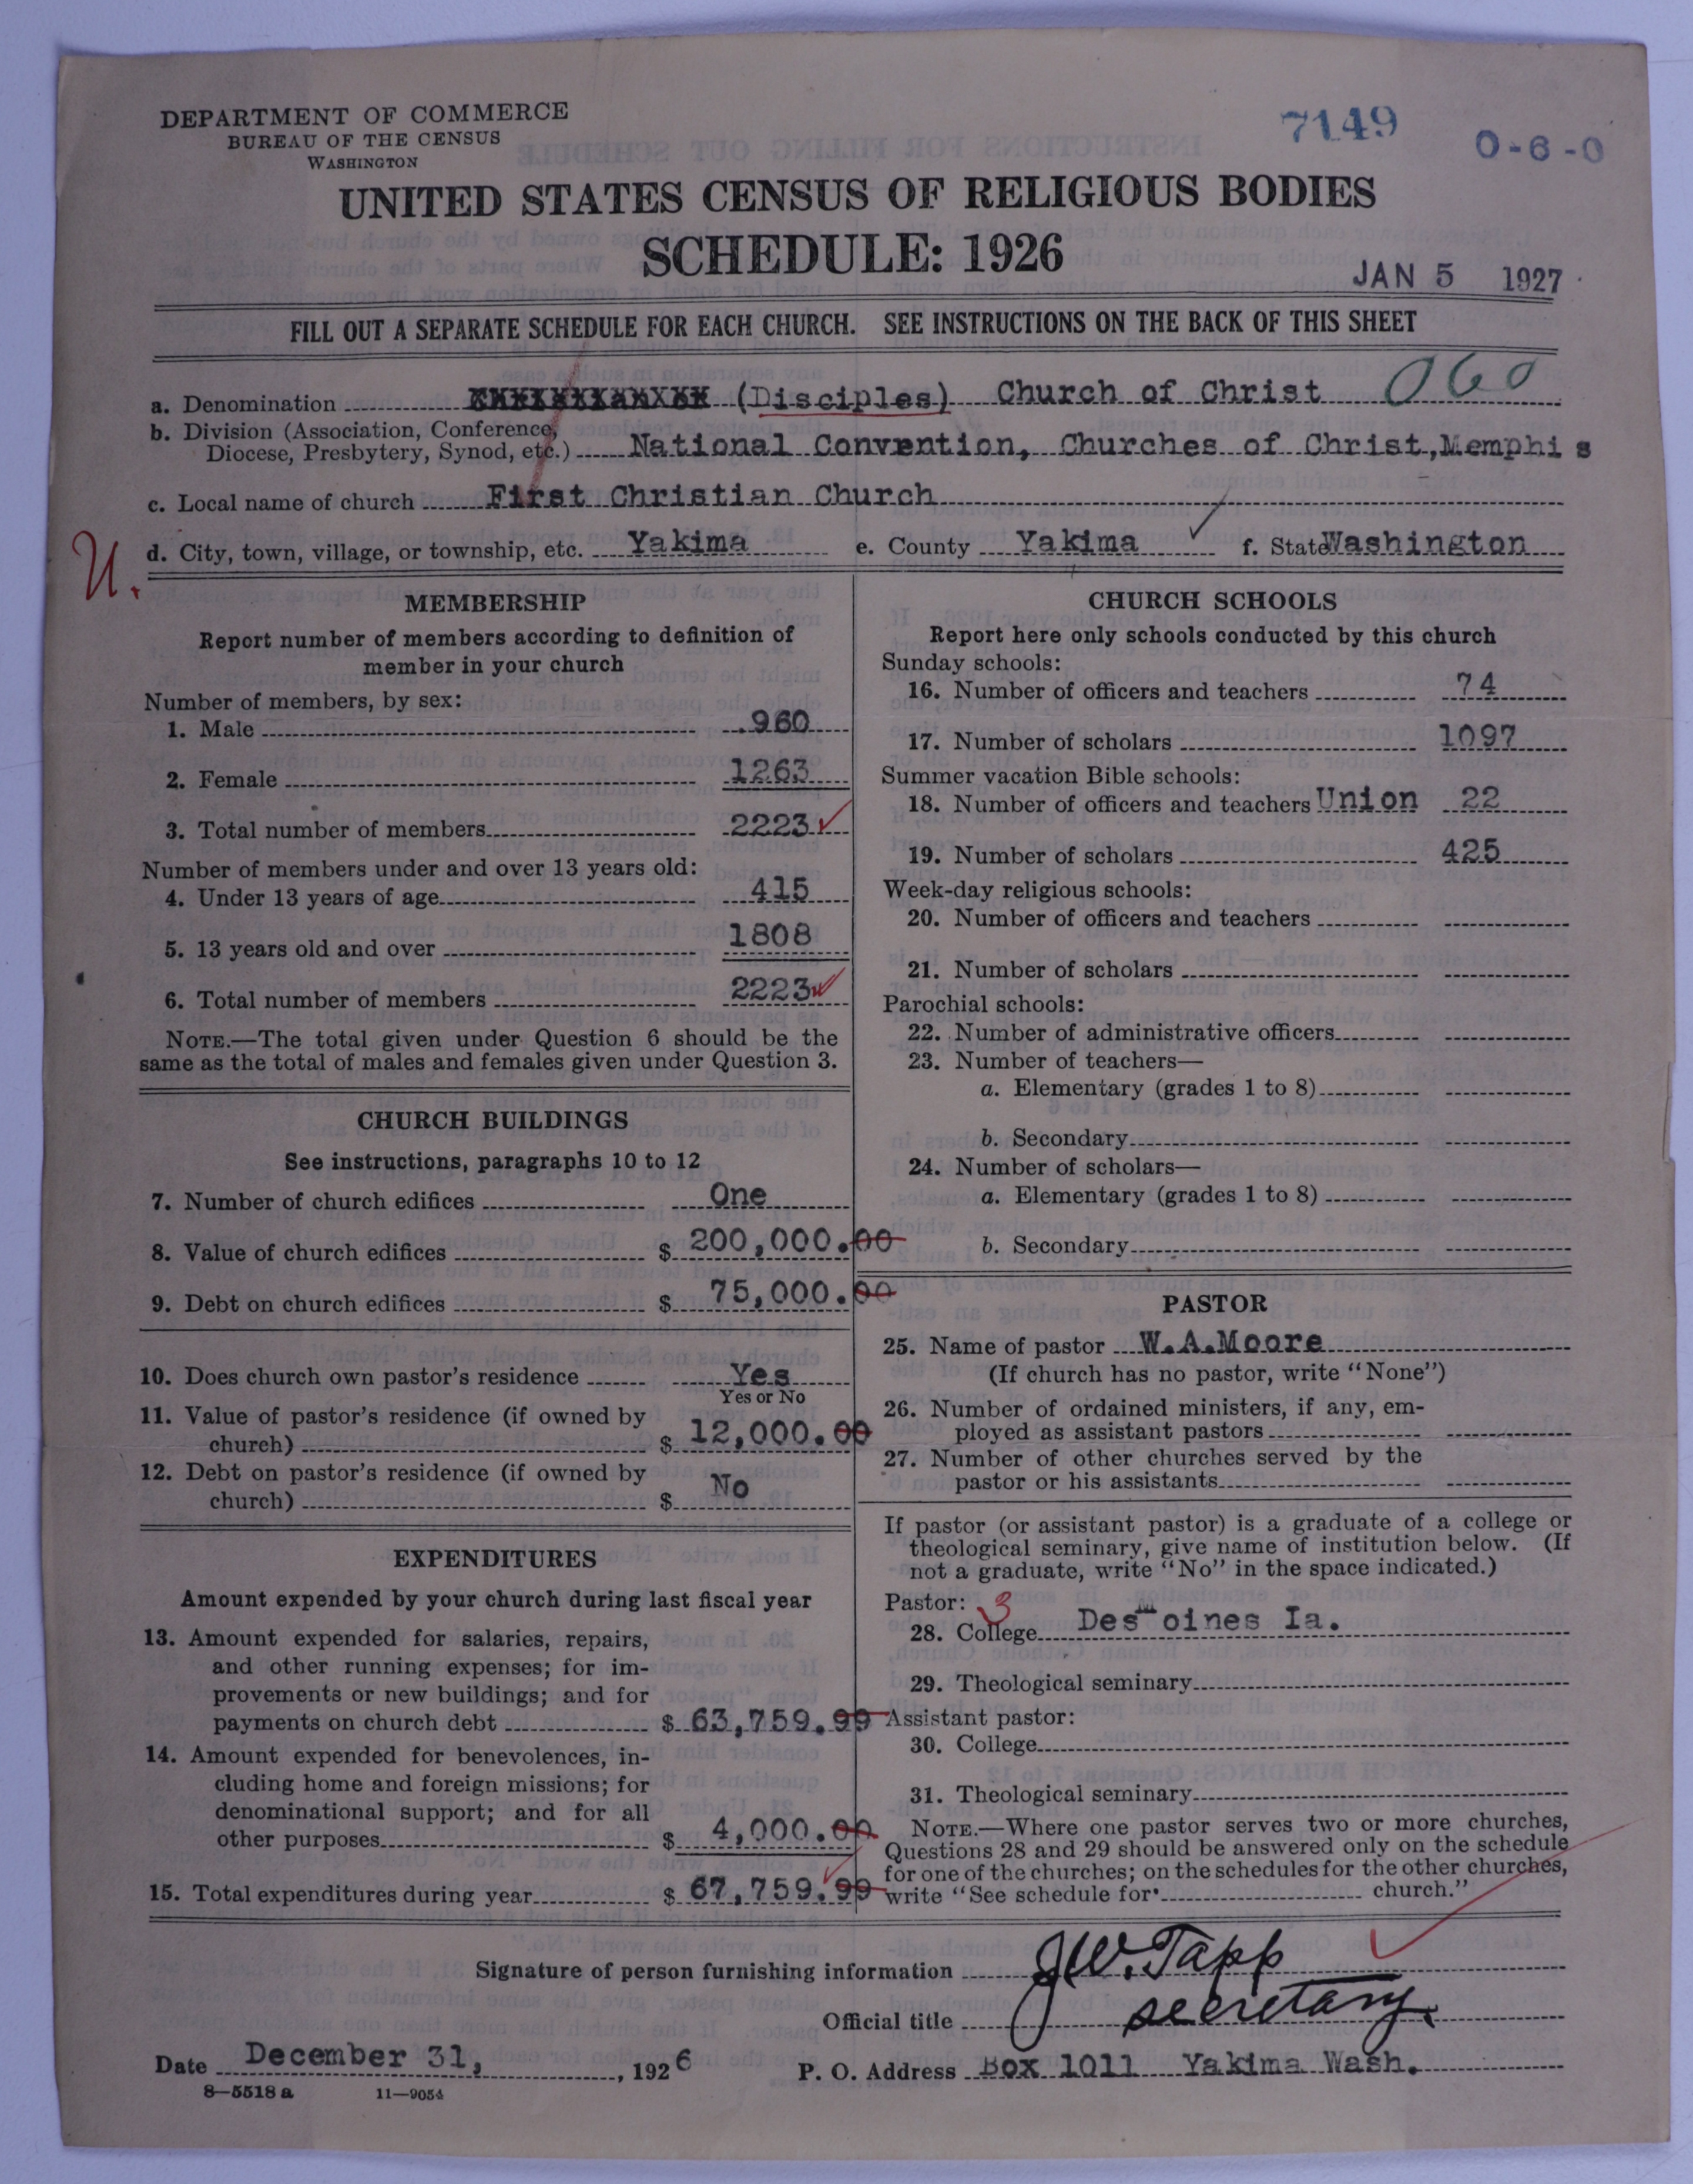 DEPARTMENT OF COMMERCE
BUREAU OF THE CENSUS
WASHINGTON
7149
0-6-0
UNITED STATES CENSUS OF RELIGIOUS BODIES
SCHEDULE: 1926
JAN 5 1927
FILL OUT A SEPARATE SCHEDULE FOR EACH CHURCH. SEE INSTRUCTIONS ON THE BACK OF THIS SHEET
a. Denomination (Disciples) Church of Christ 060
b. Division (Association, Conference,
Diocese, Presbytery, Synod, etc.) National Convention, Churches of Christ, Memphis
c. Local name of church First Christian Church
U.
d. City, town, village, or township, etc. Yakima e. County Yakima f. State Washington
MEMBERSHIP
Report number of members according to definition of
member in your church
Number of members, by sex:
1. Male 960
2. Female 1263
3. Total number of members 2223
Number of members under and over 13 years old:
4. Under 13 years of age 415
5. 13 years old and over 1808
6. Total number of members 2223
NOTE.—The total given under Question 6 should be the
same as the total of males and females given under Question 3.
CHURCH BUILDINGS
See instructions, paragraphs 10 to 12
7. Number of church edifices One
8. Value of church edifices $ 200,000.00
9. Debt on church edifices $ 75,000.00
10. Does church own pastor's residence Yes
Yes or No
11. Value of pastor's residence (if owned by
church) $ 12,000.00
12. Debt on pastor's residence (if owned by
church) $ No
EXPENDITURES
Amount expended by your church during last fiscal year
13. Amount expended for salaries, repairs,
and other running expenses; for im-
provements or new buildings; and for
payments on church debt $ 63,759.99
14. Amount expended for benevolences, in-
cluding home and foreign missions; for
denominational support; and for all
other purposes $ 4,000.00
15. Total expenditures during year $ 67,759.99
CHURCH SCHOOLS
Report here only schools conducted by this church
Sunday schools:
16. Number of officers and teachers 74
17. Number of scholars 1097
Summer vacation Bible schools:
18. Number of officers and teachers Union 22
19. Number of scholars 425
Week-day religious schools:
20. Number of officers and teachers
21. Number of scholars
Parochial schools:
22. Number of administrative officers
23. Number of teachers—
a. Elementary (grades 1 to 8)
b. Secondary
24. Number of scholars—
a. Elementary (grades 1 to 8)
b. Secondary
PASTOR
25. Name of pastor W.A.Moore
(If church has no pastor, write "None")
26. Number of ordained ministers, if any, em-
ployed as assistant pastors
27. Number of other churches served by the
pastor or his assistants
If pastor (or assistant pastor) is a graduate of a college or
theological seminary, give name of institution below. (If
not a graduate, write "No" in the space indicated.)
Pastor: 3
28. College Des Moines Ia.
29. Theological seminary
Assistant pastor:
30. College
31. Theological seminary
NOTE.—Where one pastor serves two or more churches,
Questions 28 and 29 should be answered only on the schedule
for one of the churches; on the schedules for the other churches,
write "See schedule for church."
Signature of person furnishing information J W. Tapp
Official title secretary.
Date December 31, , 1926 P. O. Address Box 1011 Yakima Wash.
8—5518 a 11—9054